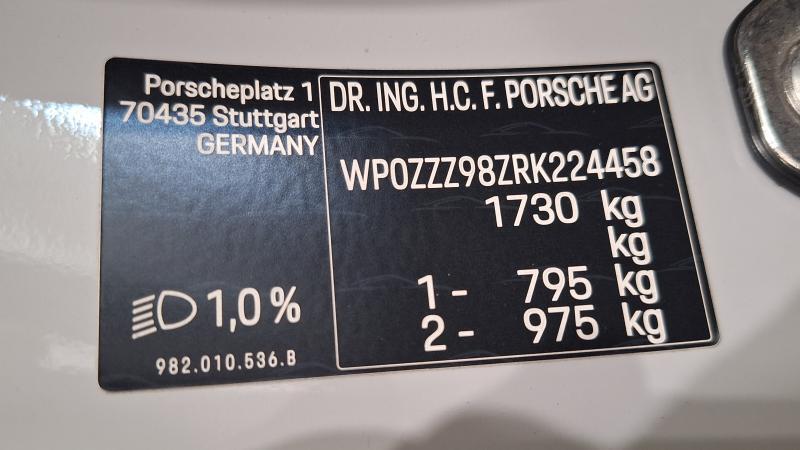 Porscheplatz 1
70435 Stuttgart
GERMANY
1,0 %
982.010.536.B
DR. ING. H.C. F. PORSCHE AG
WP0ZZZ98ZRK224458
1730 kg
kg
1 - 795 kg
2 - 975 kg